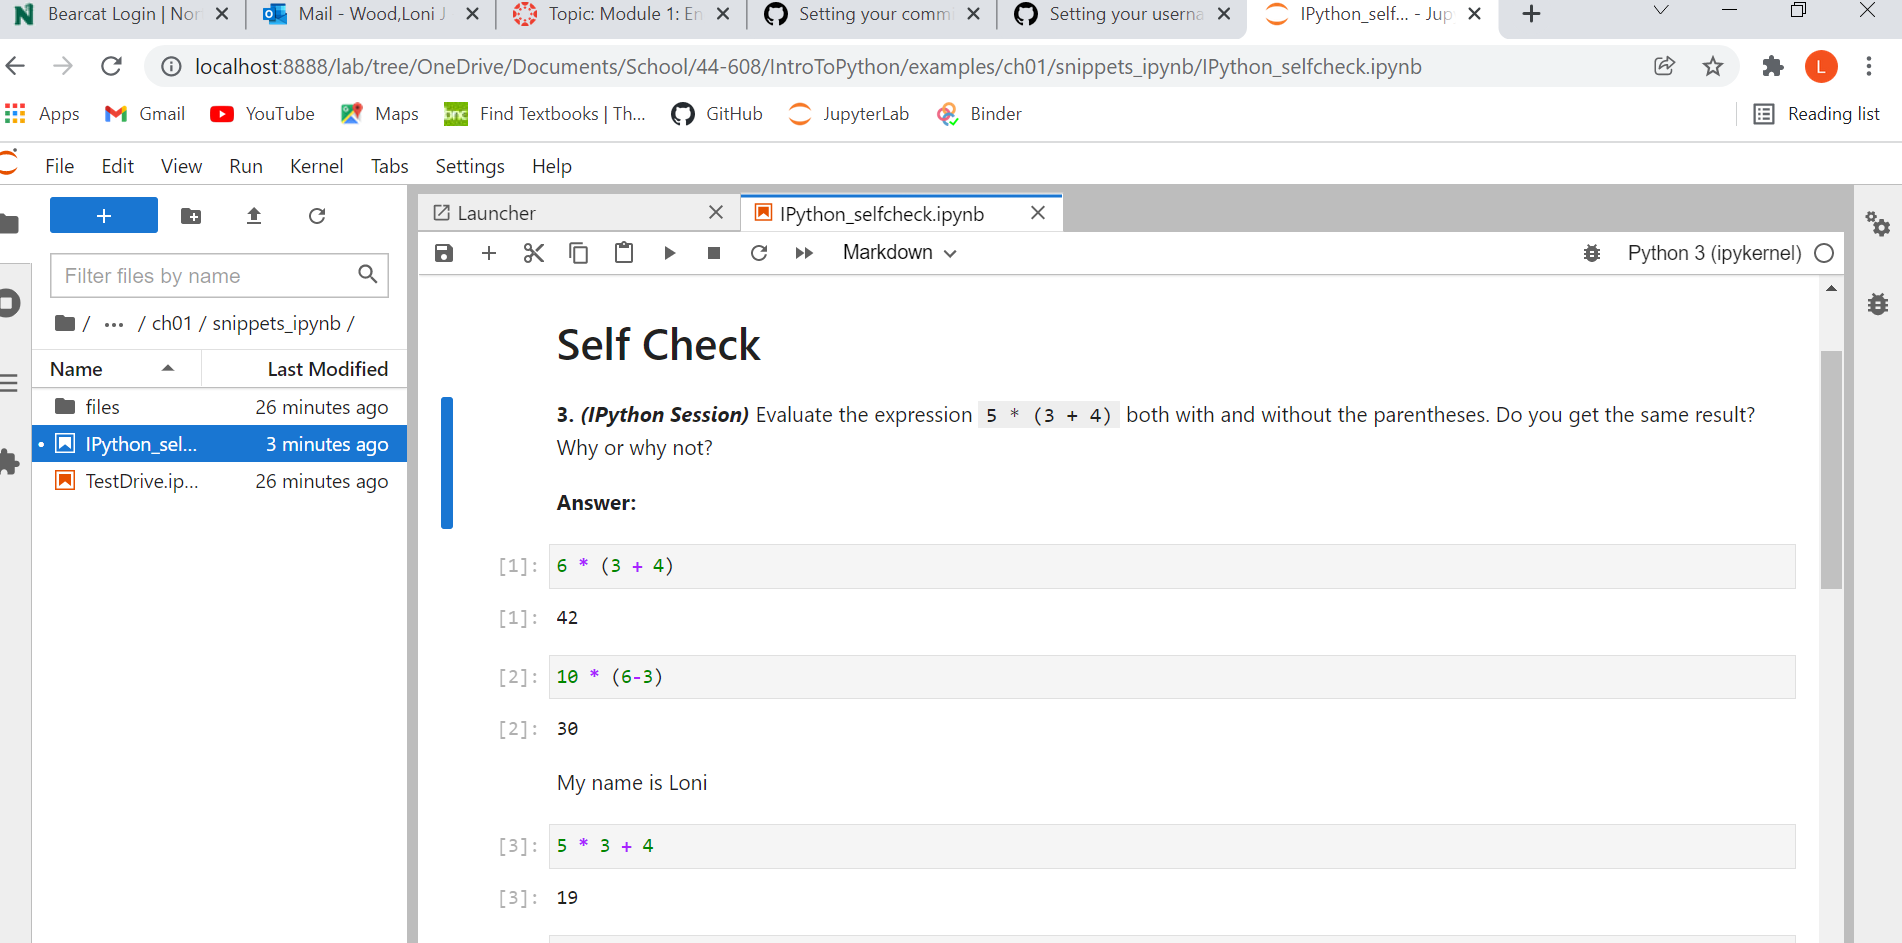 Bearcat Login | Nor
Mail - Wood,Loni J
Topic: Module 1: En
Setting your commi
Setting your userna
IPython_self... - Jup
localhost:8888/lab/tree/OneDrive/Documents/School/44-608/IntroToPython/examples/ch01/snippets_ipynb/IPython_selfcheck.ipynb
L
Apps Gmail YouTube Maps bnc Find Textbooks | Th... GitHub JupyterLab Binder Reading list
File Edit View Run Kernel Tabs Settings Help
Launcher
IPython_selfcheck.ipynb
Markdown
Python 3 (ipykernel)
Filter files by name
/ ... / ch01 / snippets_ipynb /
Name Last Modified
files 26 minutes ago
IPython_sel... 3 minutes ago
TestDrive.ip... 26 minutes ago
Self Check
3. (IPython Session) Evaluate the expression 5 * (3 + 4) both with and without the parentheses. Do you get the same result?
Why or why not?
Answer:
[1]: 6 * (3 + 4)
[1]: 42
[2]: 10 * (6-3)
[2]: 30
My name is Loni
[3]: 5 * 3 + 4
[3]: 19